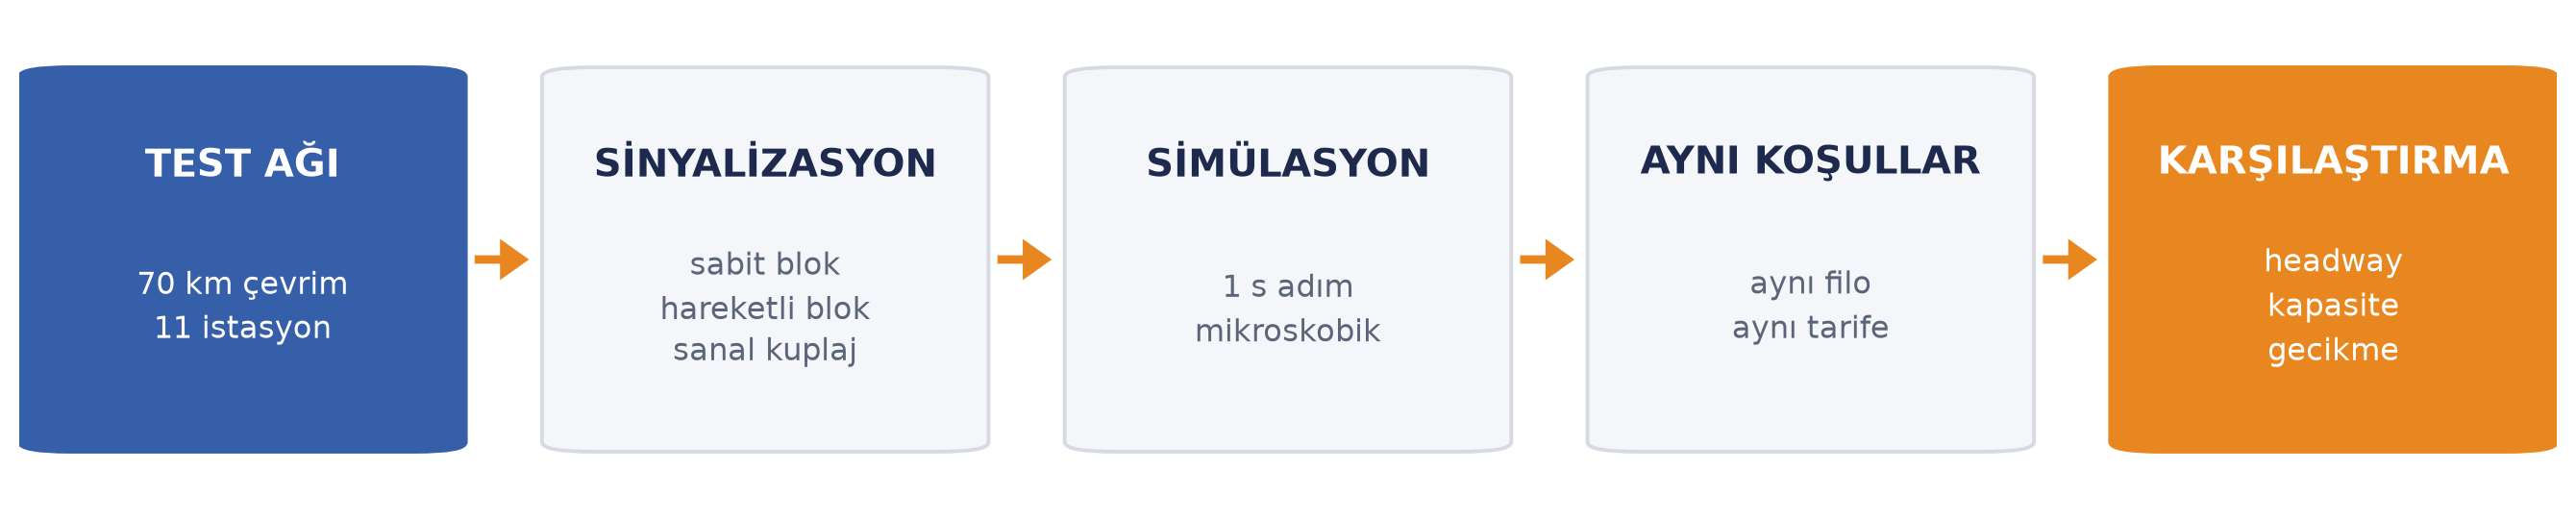 TEST AĞI
70 km çevrim
11 istasyon
SİNYALİZASYON
sabit blok
hareketli blok
sanal kuplaj
SİMÜLASYON
1 s adım
mikroskobik
AYNI KOŞULLAR
aynı filo
aynı tarife
KARŞILAŞTIRMA
headway
kapasite
gecikme